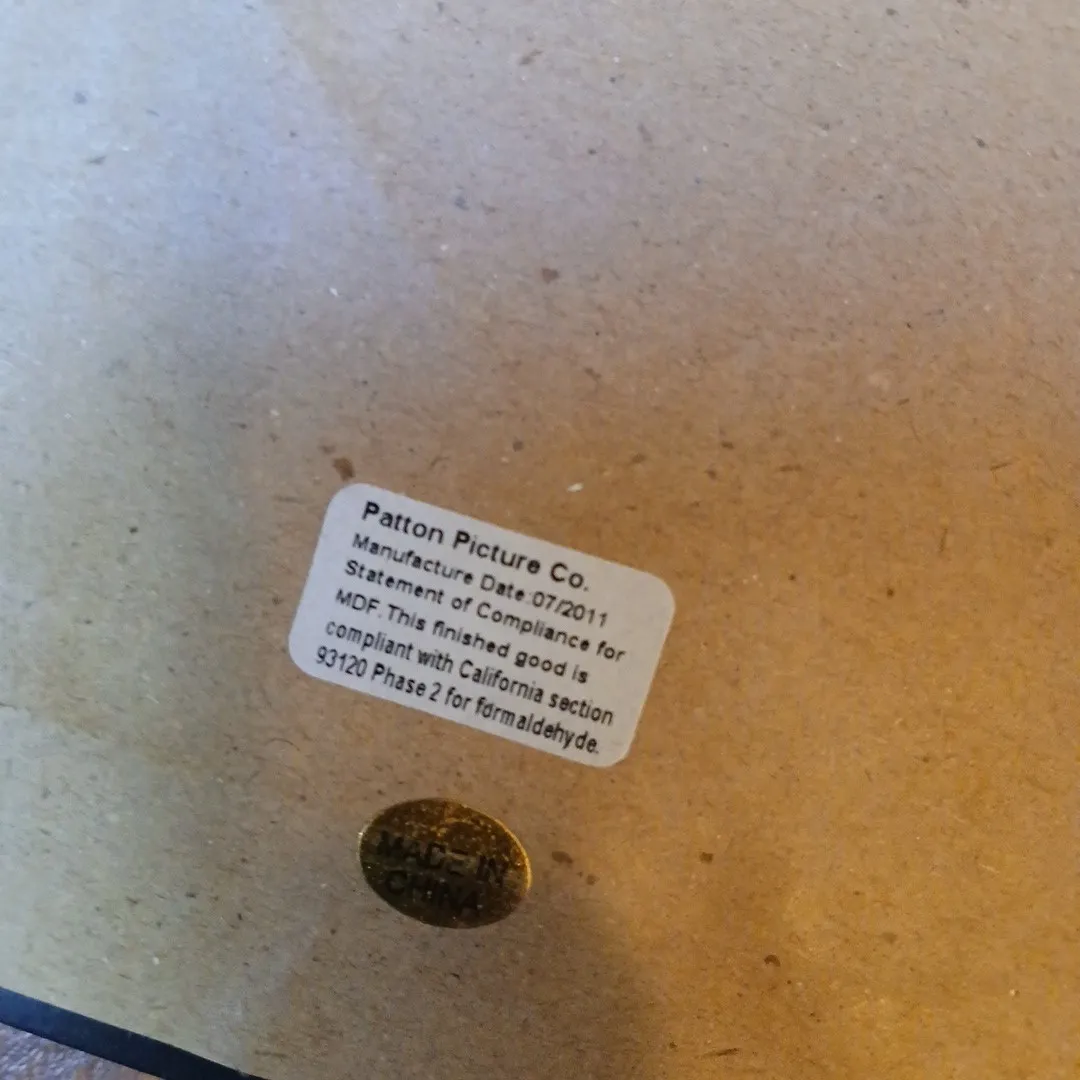 Patton Picture Co.
Manufacture Date:07/2011
Statement of Compliance for
MDF. This finished good is
compliant with California section
93120 Phase 2 for formaldehyde.
MADE IN
CHINA